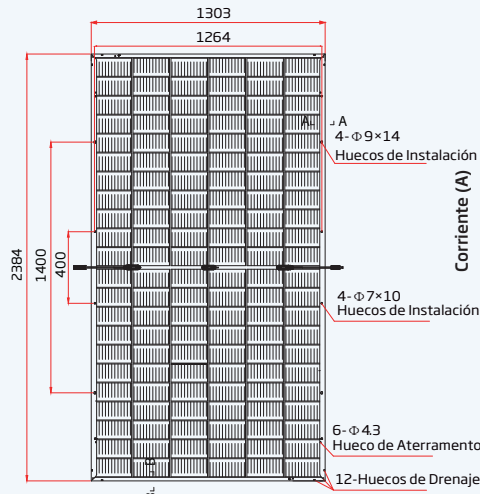 1303
1264
A
A
4-Φ9×14
Huecos de Instalación
Corriente (A)
2384
1400
400
4-Φ7×10
Huecos de Instalación
6-Φ4.3
Hueco de Aterramento
12-Huecos de Drenaje
B